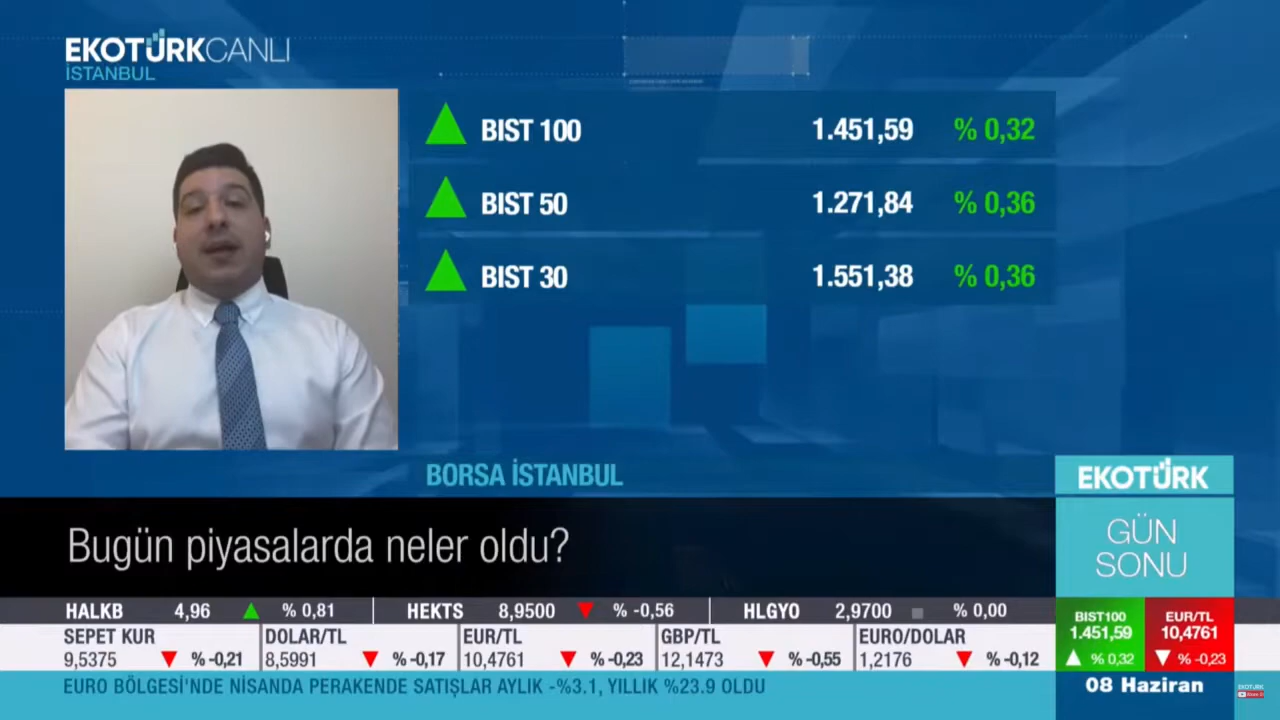 EKOTÜRK CANLI
İSTANBUL
BIST 100 1.451,59 % 0,32
BIST 50 1.271,84 % 0,36
BIST 30 1.551,38 % 0,36
BORSA İSTANBUL
EKOTÜRK
GÜN
SONU
Bugün piyasalarda neler oldu?
HALKB 4,96 % 0,81 HEKTS 8,9500 % -0,56 HLGYO 2,9700 % 0,00
SEPET KUR DOLAR/TL EUR/TL GBP/TL EURO/DOLAR
9,5375 % -0,21 8,5991 % -0,17 10,4761 % -0,23 12,1473 % -0,55 1,2176 % -0,12
BIST100 EUR/TL
1.451,59 10,4761
% 0,32 % -0,23
EURO BÖLGESİ'NDE NİSANDA PERAKENDE SATIŞLAR AYLIK -%3.1, YILLIK %23.9 OLDU
08 Haziran
EKOTÜRK